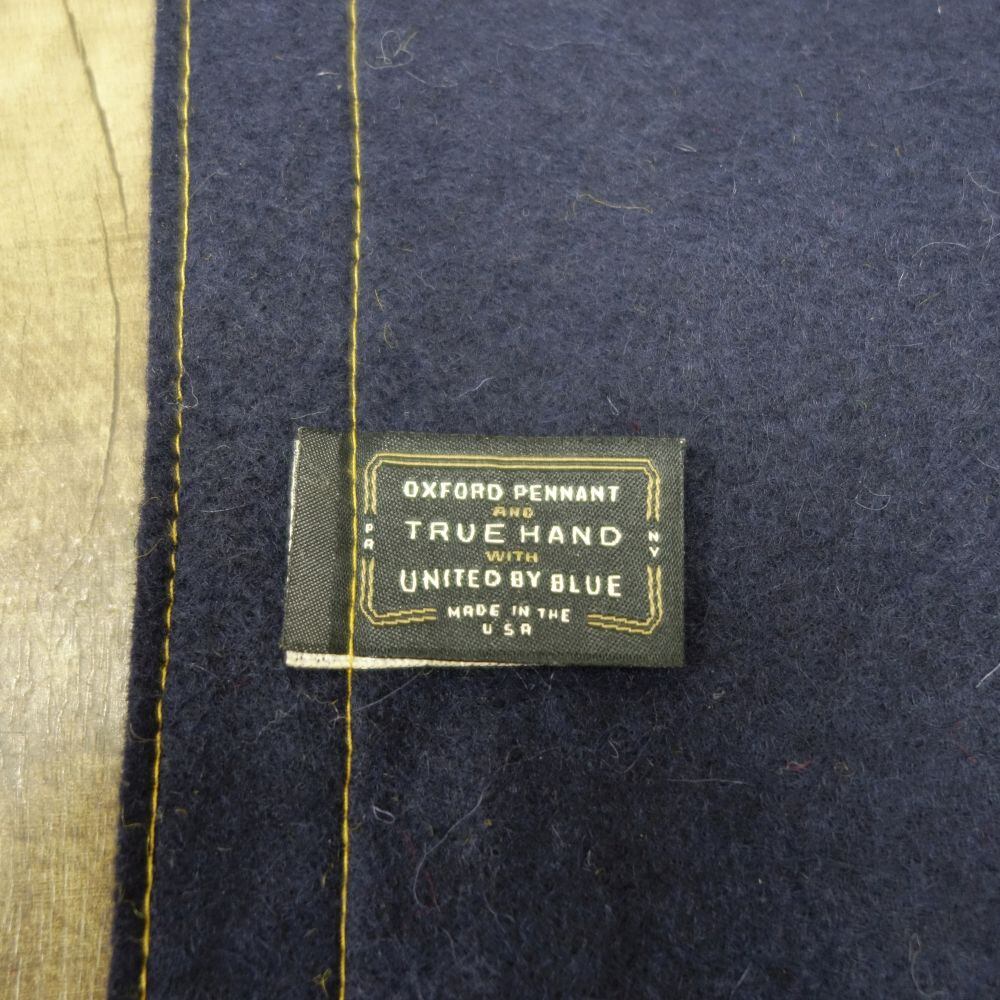 OXFORD PENNANT
AND
TRUE HAND
WITH
UNITED BY BLUE
MADE IN THE
USA
PA
NY